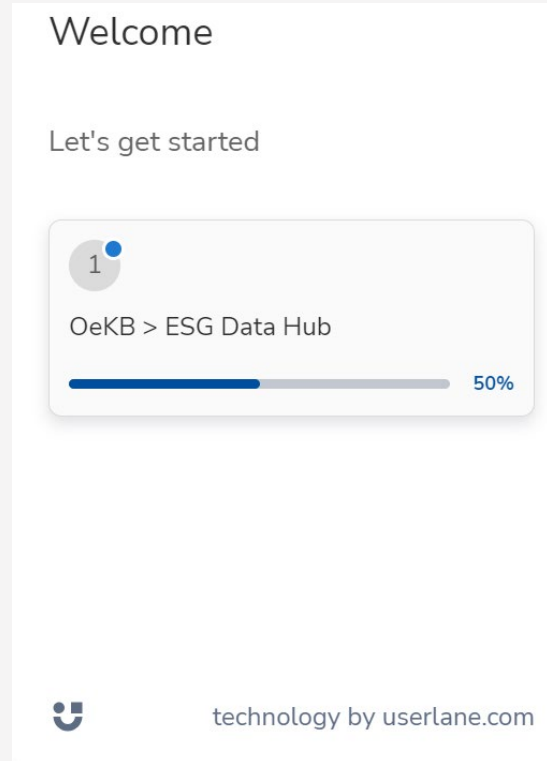 Welcome
Let's get started
1
OeKB > ESG Data Hub
50%
technology by userlane.com